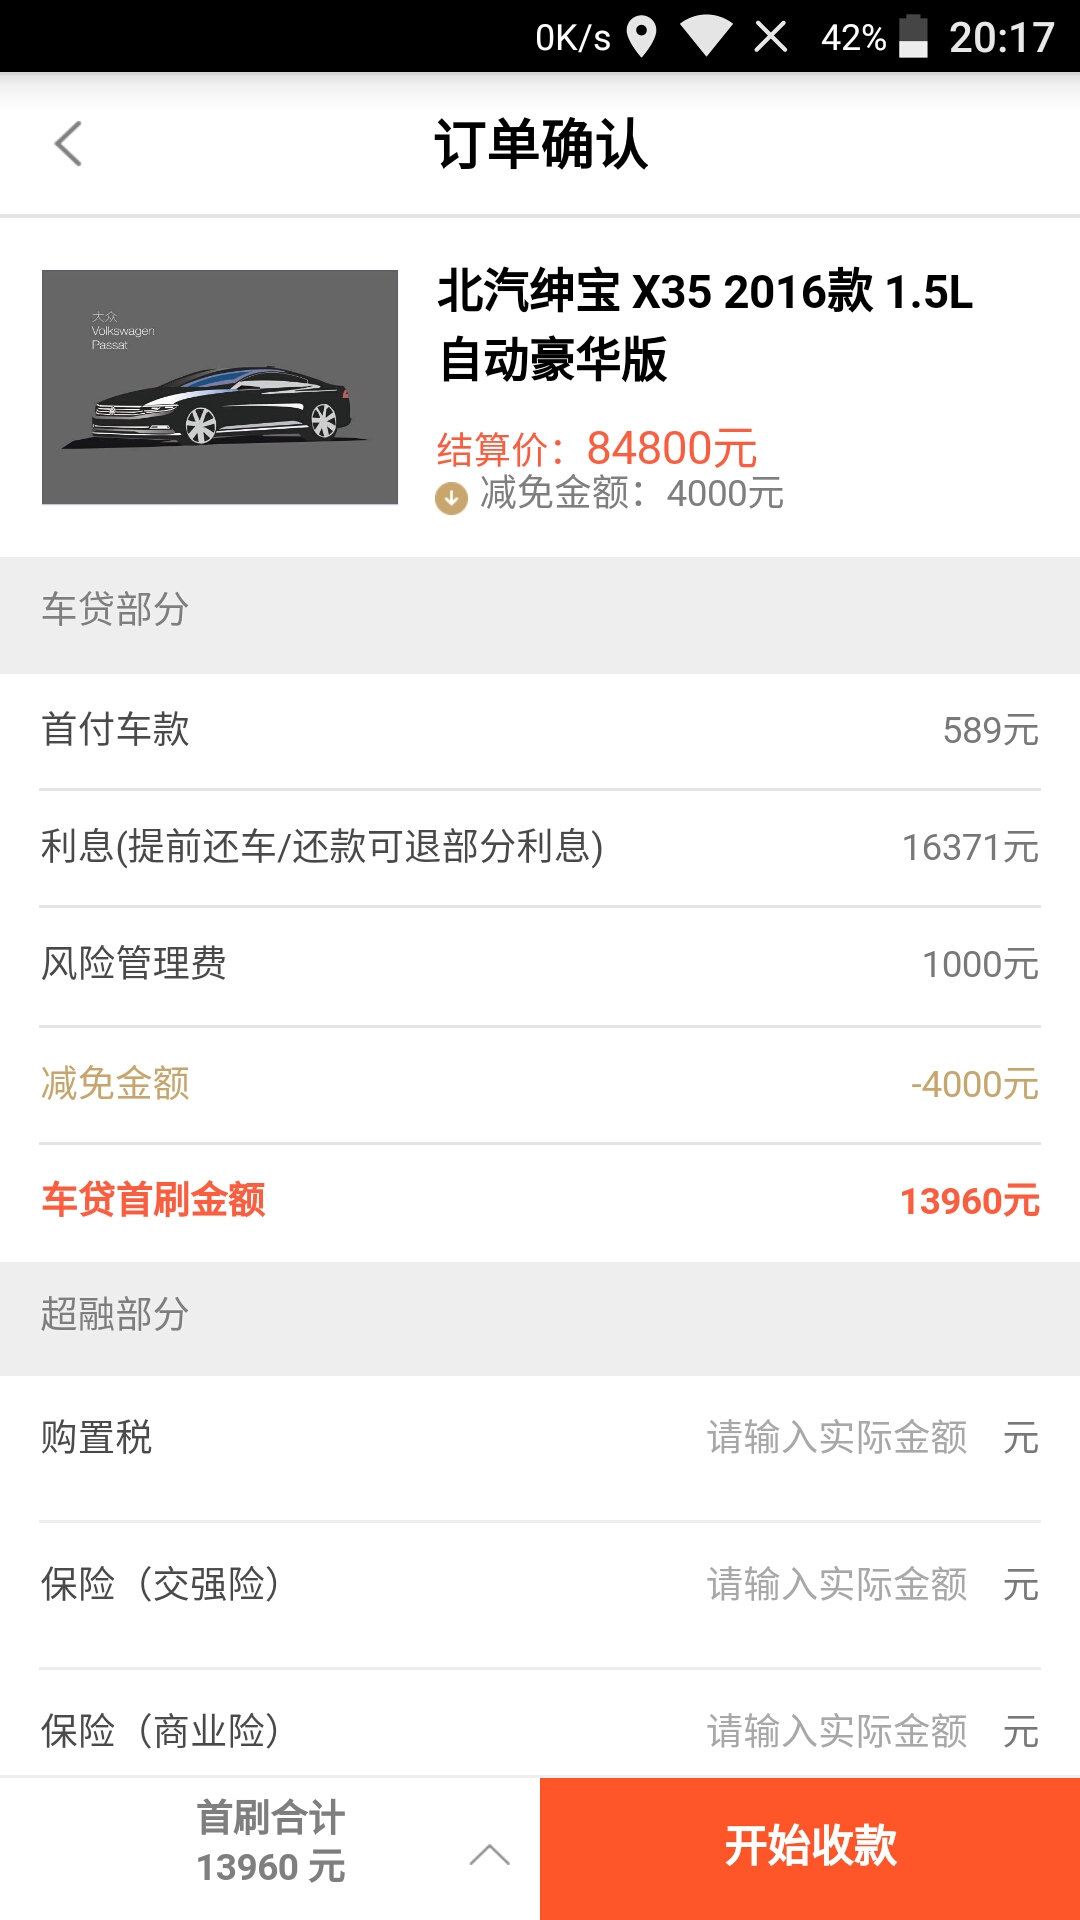 0K/s 42% 20:17
订单确认
大众
Volkswagen
Passat
北汽绅宝 X35 2016款 1.5L
自动豪华版
结算价：84800元
减免金额：4000元
车贷部分
首付车款 589元
利息(提前还车/还款可退部分利息) 16371元
风险管理费 1000元
减免金额 -4000元
车贷首刷金额 13960元
超融部分
购置税 请输入实际金额 元
保险（交强险） 请输入实际金额 元
保险（商业险） 请输入实际金额 元
首刷合计
13960 元
开始收款